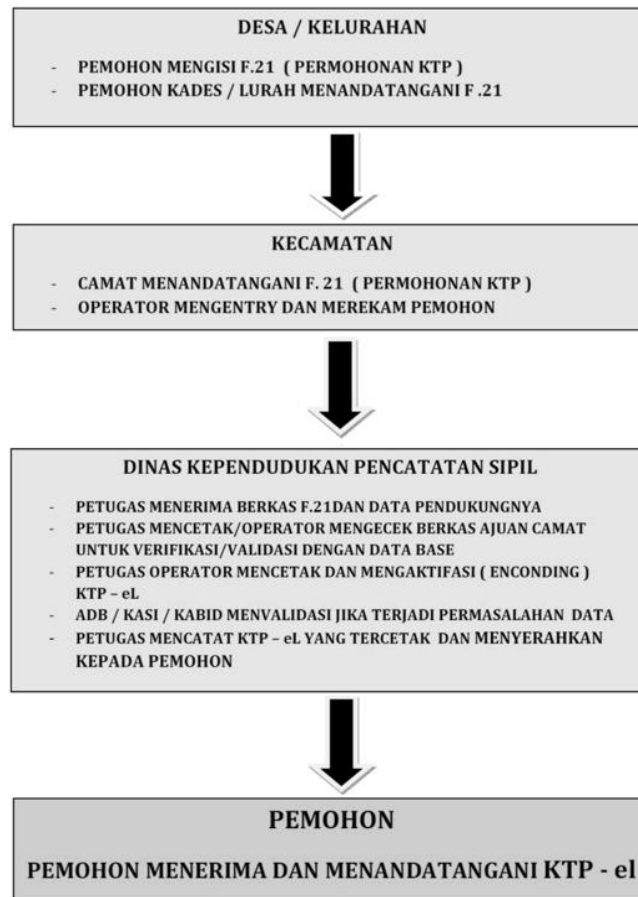 DESA / KELURAHAN
- PEMOHON MENGISI F.21 ( PERMOHONAN KTP )
- PEMOHON KADES / LURAH MENANDATANGANI F .21
KECAMATAN
- CAMAT MENANDATANGANI F. 21 ( PERMOHONAN KTP )
- OPERATOR MENGENTRY DAN MEREKAM PEMOHON
DINAS KEPENDUDUKAN PENCATATAN SIPIL
- PETUGAS MENERIMA BERKAS F.21DAN DATA PENDUKUNGNYA
- PETUGAS MENCETAK/OPERATOR MENGECEK BERKAS AJUAN CAMAT
UNTUK VERIFIKASI/VALIDASI DENGAN DATA BASE
- PETUGAS OPERATOR MENCETAK DAN MENGAKTIFASI ( ENCONDING )
KTP – eL
- ADB / KASI / KABID MENVALIDASI JIKA TERJADI PERMASALAHAN DATA
- PETUGAS MENCATAT KTP – eL YANG TERCETAK DAN MENYERAHKAN
KEPADA PEMOHON
PEMOHON
PEMOHON MENERIMA DAN MENANDATANGANI KTP - el